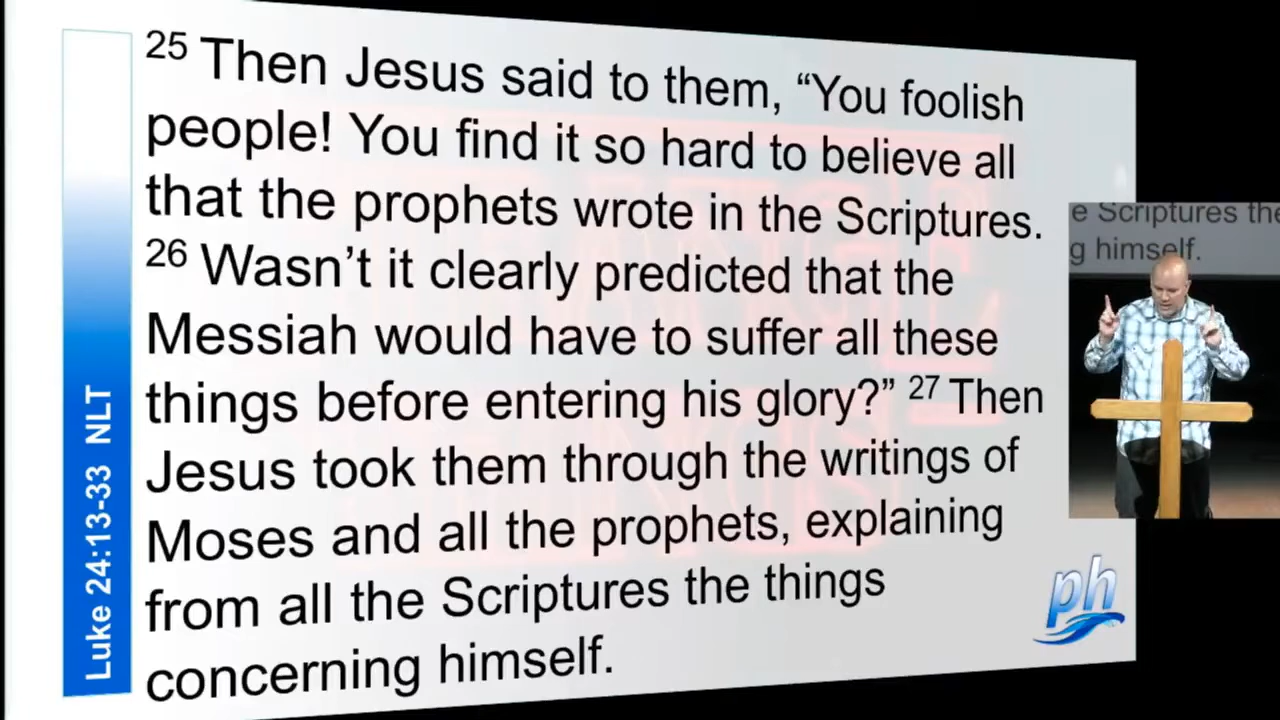 25 Then Jesus said to them, “You foolish
people! You find it so hard to believe all
that the prophets wrote in the Scriptures.
26 Wasn’t it clearly predicted that the
Messiah would have to suffer all these
things before entering his glory?” 27 Then
Jesus took them through the writings of
Moses and all the prophets, explaining
from all the Scriptures the things
concerning himself.
Luke 24:13-33 NLT
e Scriptures the
g himself.
ph